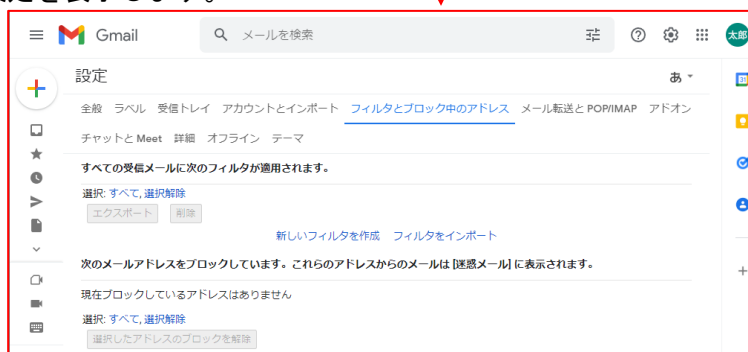 を表示します。
Gmail
メールを検索
太郎
設定
あ
31
全般 ラベル 受信トレイ アカウントとインポート フィルタとブロック中のアドレス メール転送と POP/IMAP アドオン
チャットと Meet 詳細 オフライン テーマ
すべての受信メールに次のフィルタが適用されます。
選択: すべて, 選択解除
エクスポート 削除
新しいフィルタを作成 フィルタをインポート
次のメールアドレスをブロックしています。これらのアドレスからのメールは [迷惑メール] に表示されます。
現在ブロックしているアドレスはありません
選択: すべて, 選択解除
選択したアドレスのブロックを解除